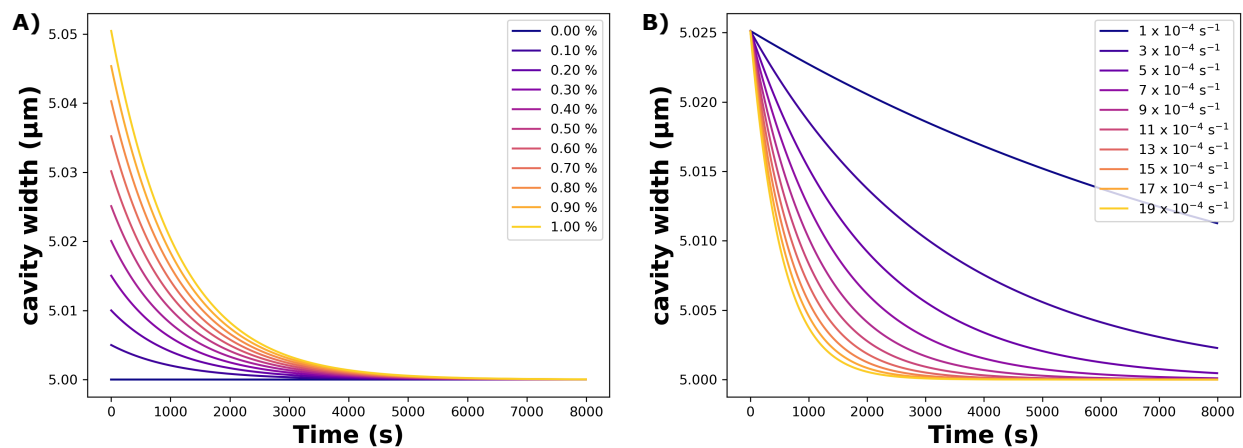 A)
cavity width (μm)
5.05
5.04
5.03
5.02
5.01
5.00
0.00 %
0.10 %
0.20 %
0.30 %
0.40 %
0.50 %
0.60 %
0.70 %
0.80 %
0.90 %
1.00 %
0 1000 2000 3000 4000 5000 6000 7000 8000
Time (s)
B)
cavity width (μm)
5.025
5.020
5.015
5.010
5.005
5.000
1 x 10⁻⁴ s⁻¹
3 x 10⁻⁴ s⁻¹
5 x 10⁻⁴ s⁻¹
7 x 10⁻⁴ s⁻¹
9 x 10⁻⁴ s⁻¹
11 x 10⁻⁴ s⁻¹
13 x 10⁻⁴ s⁻¹
15 x 10⁻⁴ s⁻¹
17 x 10⁻⁴ s⁻¹
19 x 10⁻⁴ s⁻¹
0 1000 2000 3000 4000 5000 6000 7000 8000
Time (s)